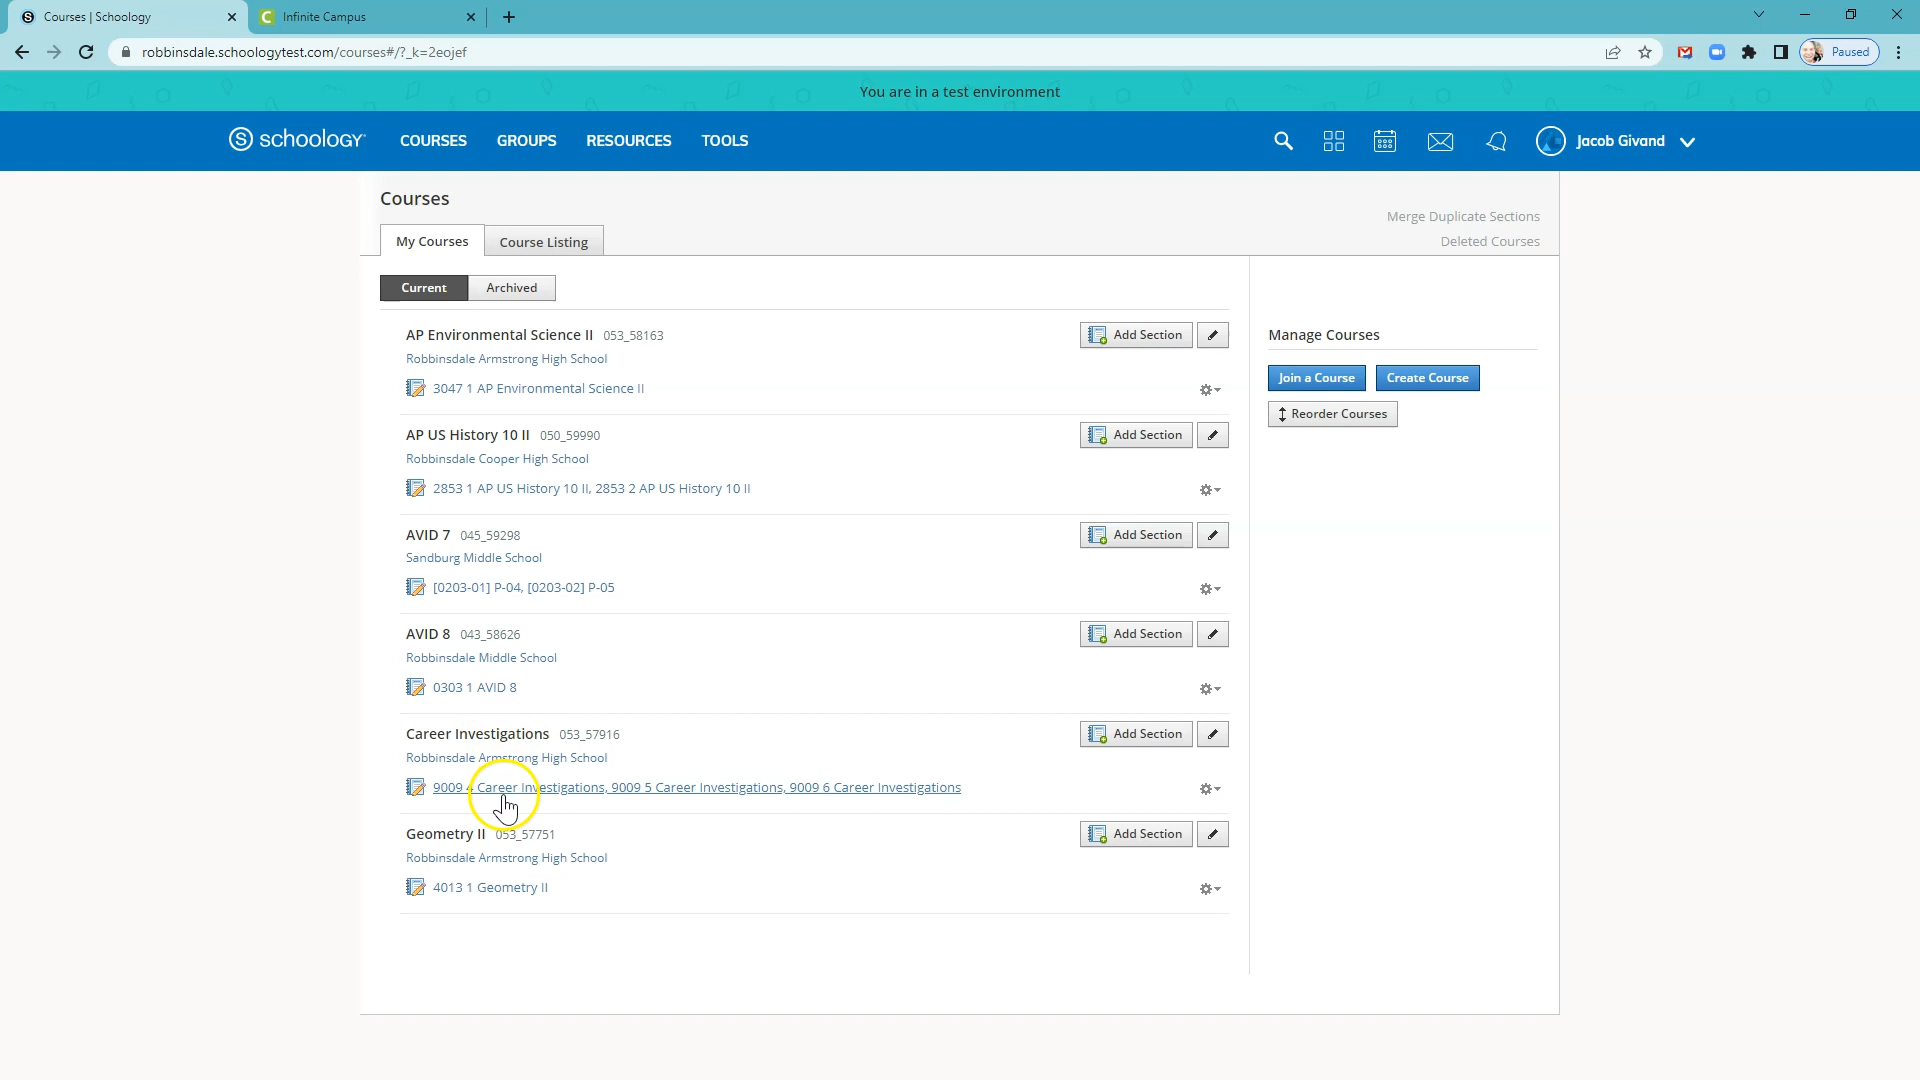 Courses | Schoology
Infinite Campus
robbinsdale.schoologytest.com/courses#/?_k=2eojef
Paused
You are in a test environment
schoology
COURSES
GROUPS
RESOURCES
TOOLS
Jacob Givand
Courses
Merge Duplicate Sections
Deleted Courses
My Courses
Course Listing
Current
Archived
AP Environmental Science II 053_58163
Add Section
Robbinsdale Armstrong High School
3047 1 AP Environmental Science II
AP US History 10 II 050_59990
Add Section
Robbinsdale Cooper High School
2853 1 AP US History 10 II, 2853 2 AP US History 10 II
AVID 7 045_59298
Add Section
Sandburg Middle School
[0203-01] P-04, [0203-02] P-05
AVID 8 043_58626
Add Section
Robbinsdale Middle School
0303 1 AVID 8
Career Investigations 053_57916
Add Section
Robbinsdale Armstrong High School
9009 4 Career Investigations, 9009 5 Career Investigations, 9009 6 Career Investigations
Geometry II 053_57751
Add Section
Robbinsdale Armstrong High School
4013 1 Geometry II
Manage Courses
Join a Course
Create Course
Reorder Courses